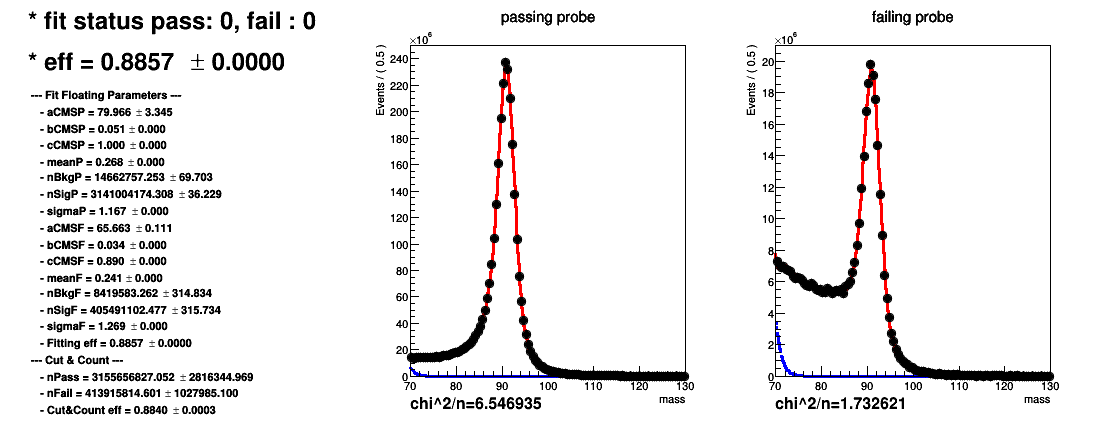 * fit status pass: 0, fail : 0
* eff = 0.8857 ± 0.0000
--- Fit Floating Parameters ---
- aCMSP = 79.966 ± 3.345
- bCMSP = 0.051 ± 0.000
- cCMSP = 1.000 ± 0.000
- meanP = 0.268 ± 0.000
- nBkgP = 14662757.253 ± 69.703
- nSigP = 3141004174.308 ± 36.229
- sigmaP = 1.167 ± 0.000
- aCMSF = 65.663 ± 0.111
- bCMSF = 0.034 ± 0.000
- cCMSF = 0.890 ± 0.000
- meanF = 0.241 ± 0.000
- nBkgF = 8419583.262 ± 314.834
- nSigF = 405491102.477 ± 315.734
- sigmaF = 1.269 ± 0.000
- Fitting eff = 0.8857 ± 0.0000
--- Cut & Count ---
- nPass = 3155656827.052 ± 2816344.969
- nFail = 413915814.601 ± 1027985.100
- Cut&Count eff = 0.8840 ± 0.0003
passing probe
×10⁶
Events / ( 0.5 )
240
220
200
180
160
140
120
100
80
60
40
20
0
70 80 90 100 110 120 130
mass
chi^2/n=6.546935
failing probe
×10⁶
Events / ( 0.5 )
20
18
16
14
12
10
8
6
4
2
0
70 80 90 100 110 120 130
mass
chi^2/n=1.732621